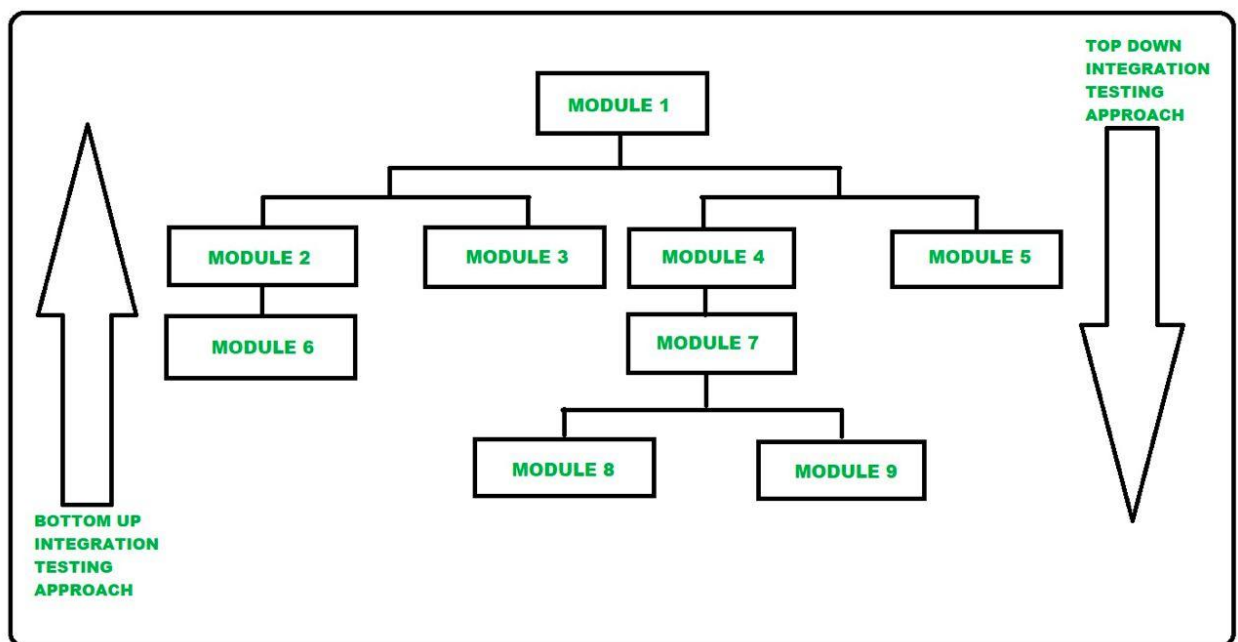 TOP DOWN
INTEGRATION
TESTING
APPROACH
MODULE 1
MODULE 2
MODULE 3
MODULE 4
MODULE 5
MODULE 6
MODULE 7
MODULE 8
MODULE 9
BOTTOM UP
INTEGRATION
TESTING
APPROACH